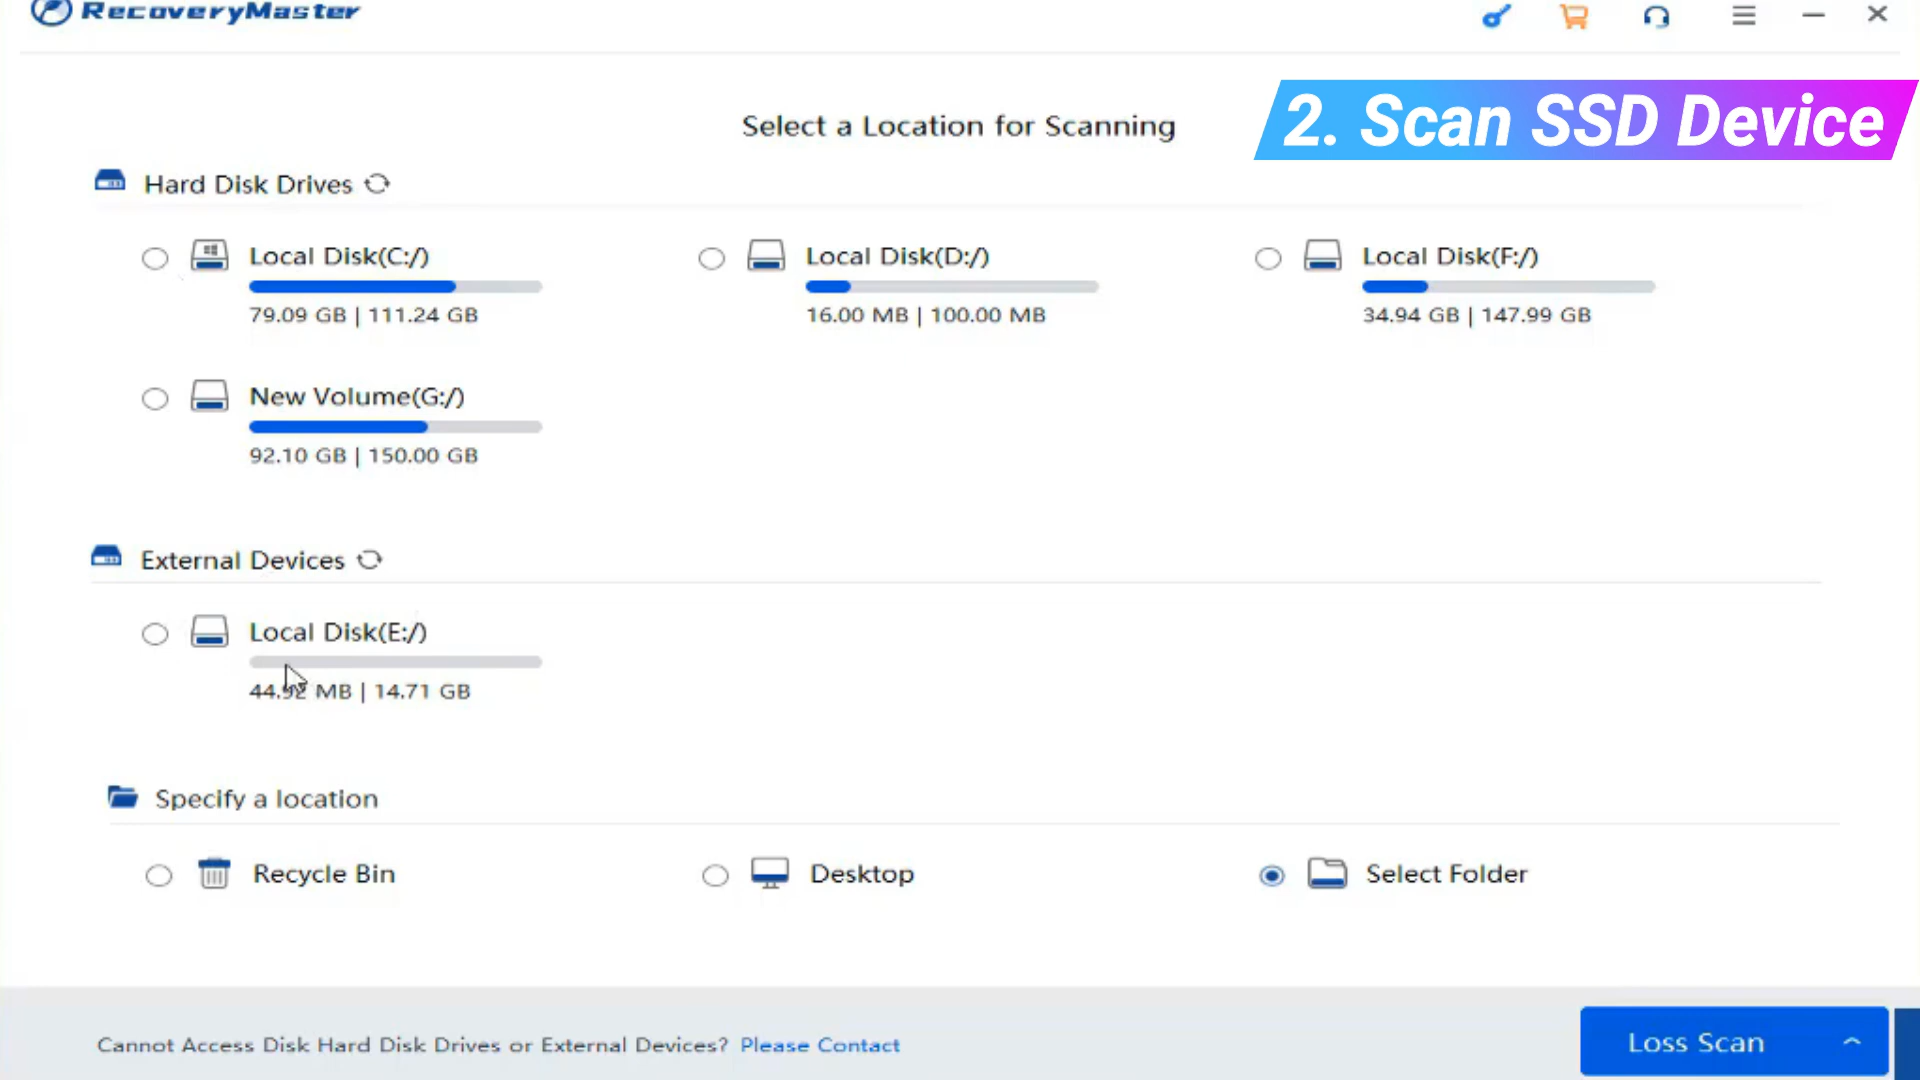 RecoveryMaster
2. Scan SSD Device
Select a Location for Scanning
Hard Disk Drives
Local Disk(C:/)
79.09 GB | 111.24 GB
Local Disk(D:/)
16.00 MB | 100.00 MB
Local Disk(F:/)
34.94 GB | 147.99 GB
New Volume(G:/)
92.10 GB | 150.00 GB
External Devices
Local Disk(E:/)
44.92 MB | 14.71 GB
Specify a location
Recycle Bin
Desktop
Select Folder
Cannot Access Disk Hard Disk Drives or External Devices? Please Contact
Loss Scan